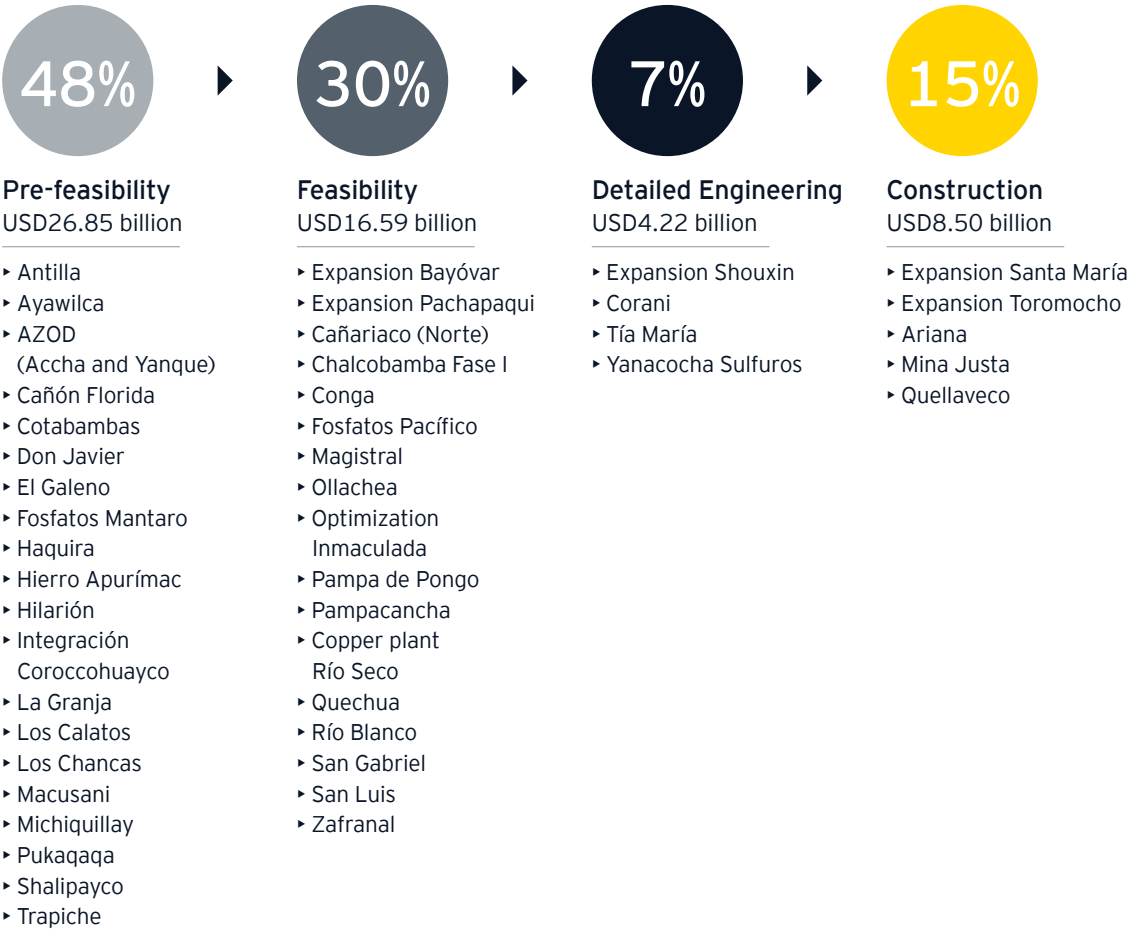 48%
Pre-feasibility
USD26.85 billion
‣ Antilla
‣ Ayawilca
‣ AZOD
(Accha and Yanque)
‣ Cañón Florida
‣ Cotabambas
‣ Don Javier
‣ El Galeno
‣ Fosfatos Mantaro
‣ Haquira
‣ Hierro Apurímac
‣ Hilarión
‣ Integración
Coroccohuayco
‣ La Granja
‣ Los Calatos
‣ Los Chancas
‣ Macusani
‣ Michiquillay
‣ Pukaqaqa
‣ Shalipayco
‣ Trapiche
30%
Feasibility
USD16.59 billion
‣ Expansion Bayóvar
‣ Expansion Pachapaqui
‣ Cañariaco (Norte)
‣ Chalcobamba Fase I
‣ Conga
‣ Fosfatos Pacífico
‣ Magistral
‣ Ollachea
‣ Optimization
Inmaculada
‣ Pampa de Pongo
‣ Pampacancha
‣ Copper plant
Río Seco
‣ Quechua
‣ Río Blanco
‣ San Gabriel
‣ San Luis
‣ Zafranal
7%
Detailed Engineering
USD4.22 billion
‣ Expansion Shouxin
‣ Corani
‣ Tía María
‣ Yanacocha Sulfuros
15%
Construction
USD8.50 billion
‣ Expansion Santa María
‣ Expansion Toromocho
‣ Ariana
‣ Mina Justa
‣ Quellaveco